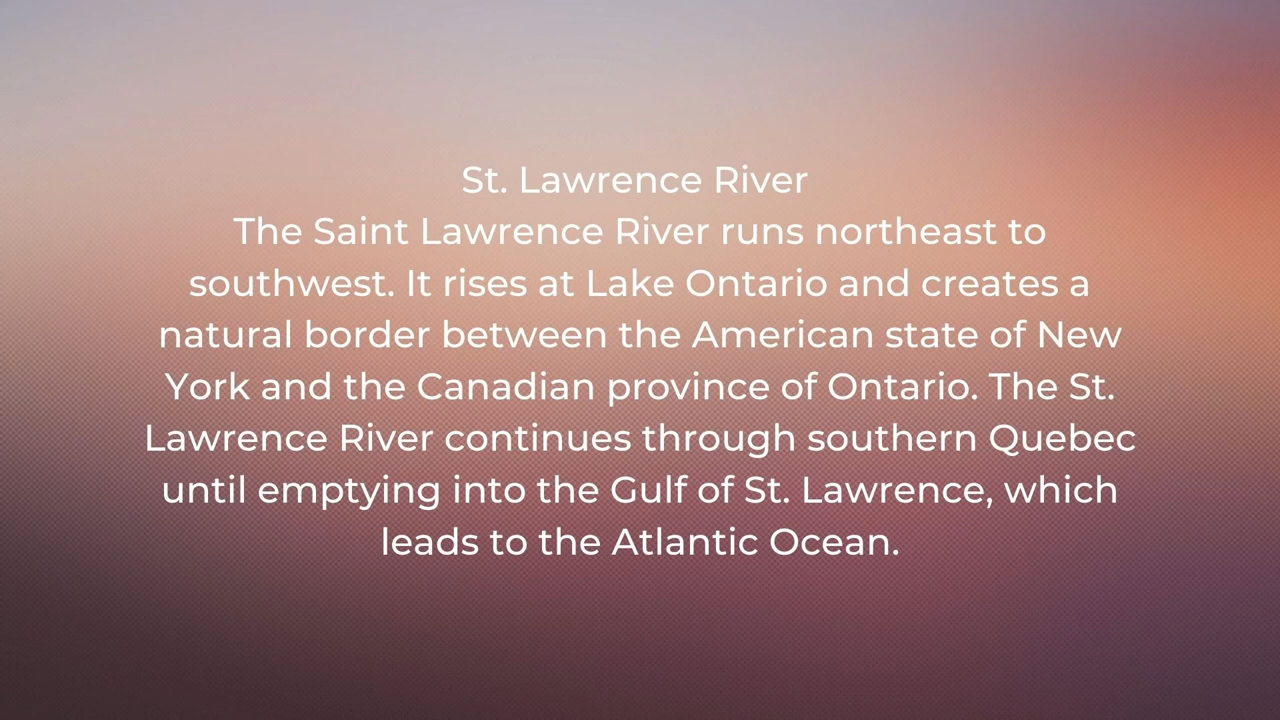 St. Lawrence River
The Saint Lawrence River runs northeast to
southwest. It rises at Lake Ontario and creates a
natural border between the American state of New
York and the Canadian province of Ontario. The St.
Lawrence River continues through southern Quebec
until emptying into the Gulf of St. Lawrence, which
leads to the Atlantic Ocean.